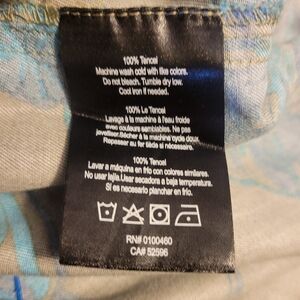 100% Tencel
Machine wash cold with like colors.
Do not bleach. Tumble dry low.
Cool iron if needed.
100% Le Tencel
Lavage à la machine à l'eau froide
avec couleurs semblables. Ne pas
javelliser. Sécher à la machine cycle doux.
Repasser au fer tiède si nécessaire.
100% Tencel
Lavar a máquina en frío con colores similares.
No usar lejía. Usar secadora a baja temperatura.
Si es necesario planchar en frío.
RN# 0100460
CA# 52596